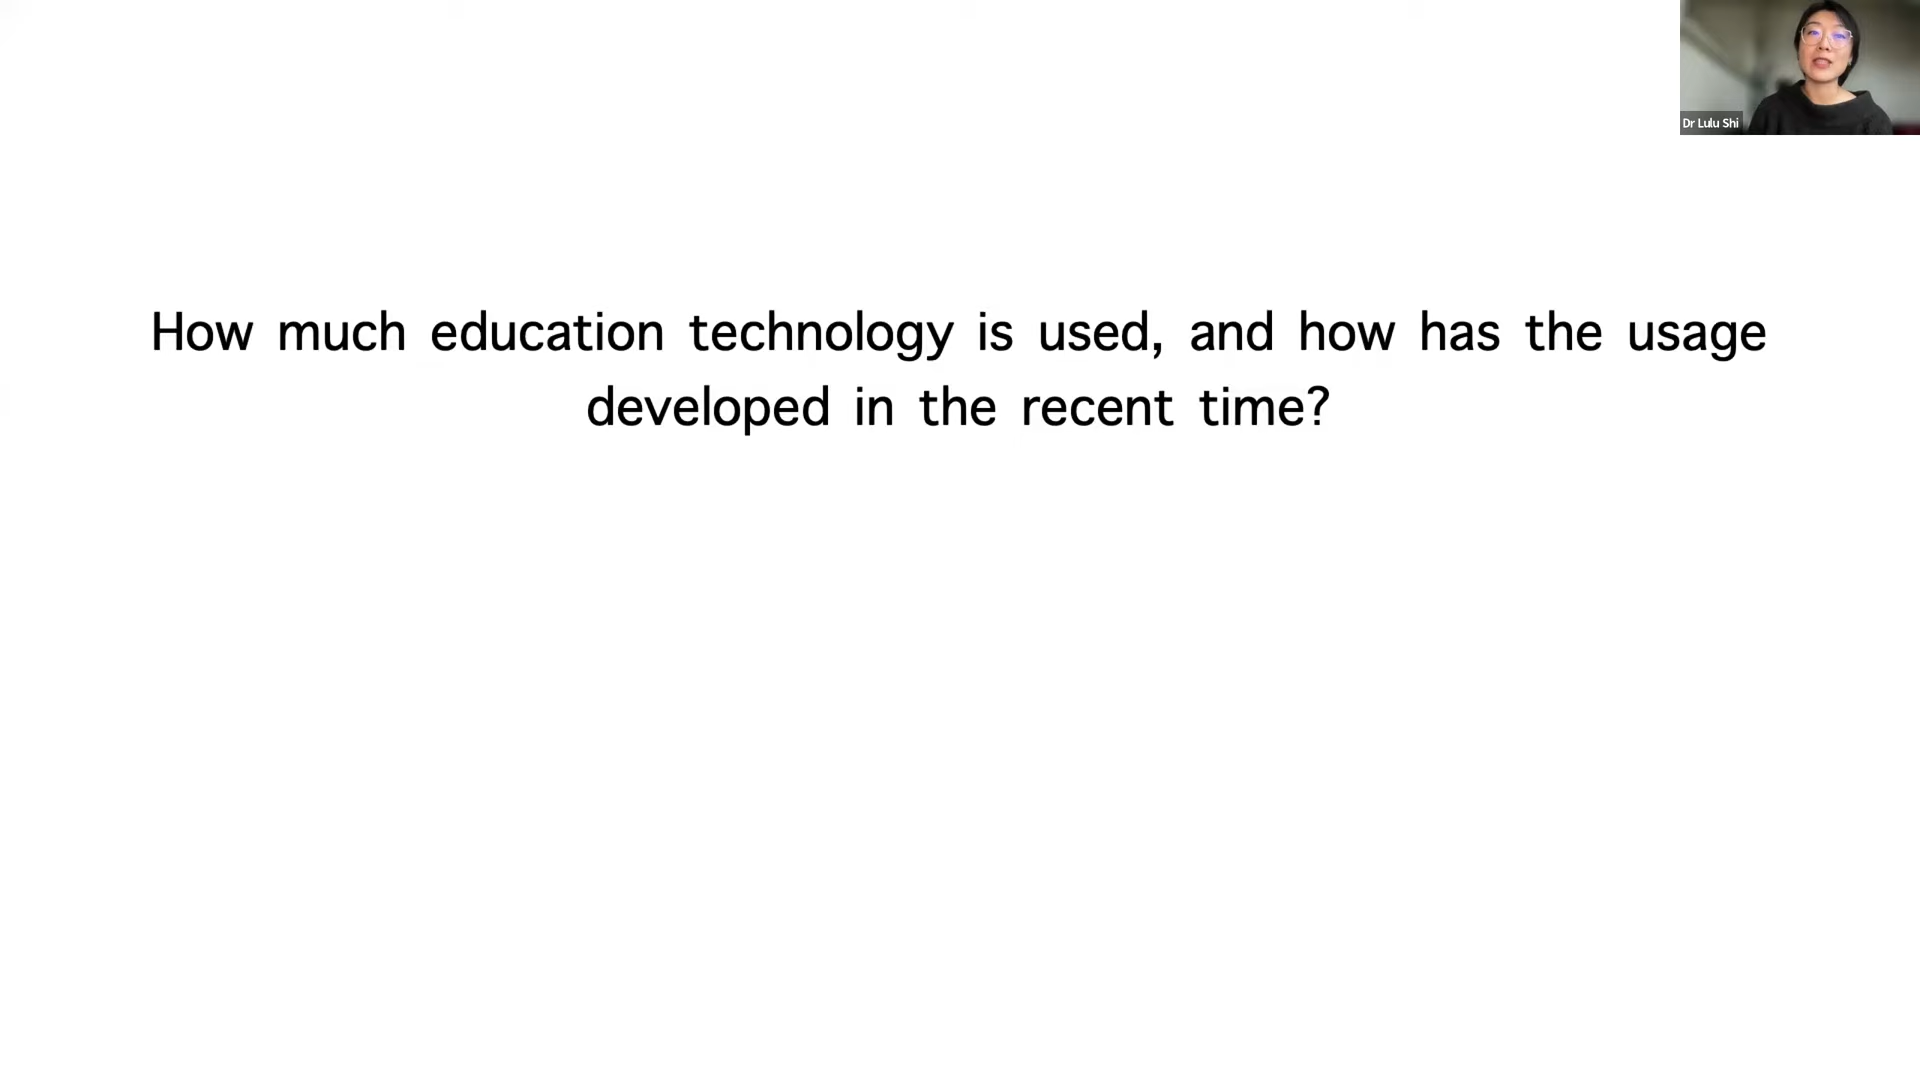 Dr Lulu Shi
How much education technology is used, and how has the usage
developed in the recent time?